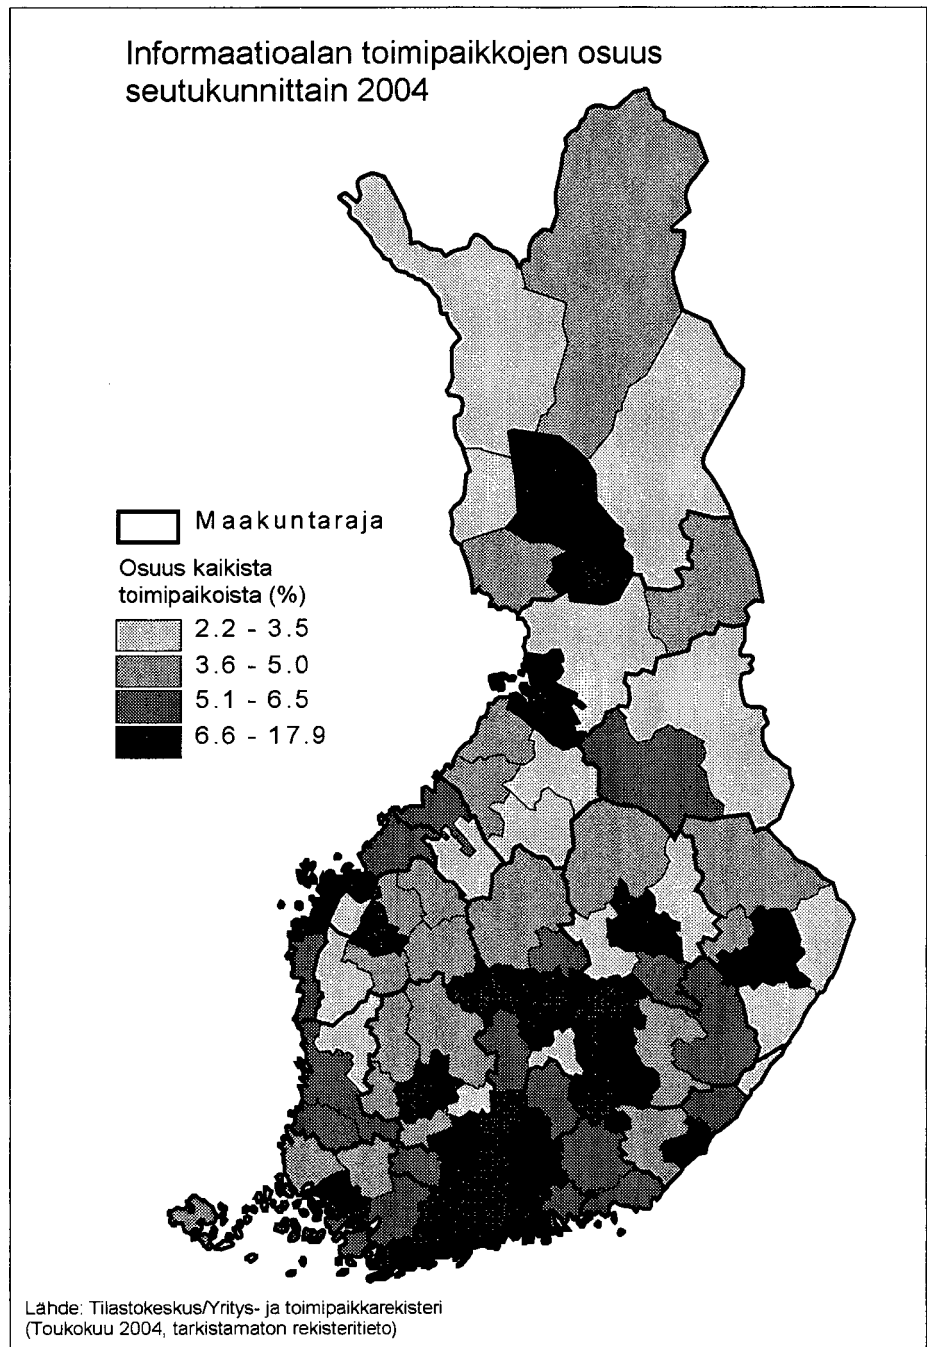 Informaatioalan toimipaikkojen osuus
seutukunnittain 2004
Maakuntaraja
Osuus kaikista
toimipaikoista (%)
2.2 - 3.5
3.6 - 5.0
5.1 - 6.5
6.6 - 17.9
Lähde: Tilastokeskus/Yritys- ja toimipaikkarekisteri
(Toukokuu 2004, tarkistamaton rekisteritieto)